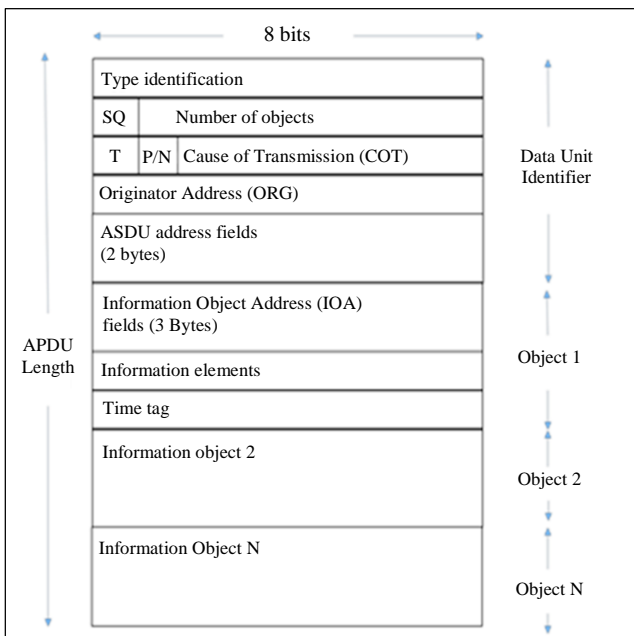 8 bits
Type identification
SQ Number of objects
T P/N Cause of Transmission (COT)
Originator Address (ORG)
ASDU address fields
(2 bytes)
Data Unit
Identifier
Information Object Address (IOA)
fields (3 Bytes)
Information elements
Time tag
APDU
Length
Object 1
Information object 2
Object 2
Information Object N
Object N